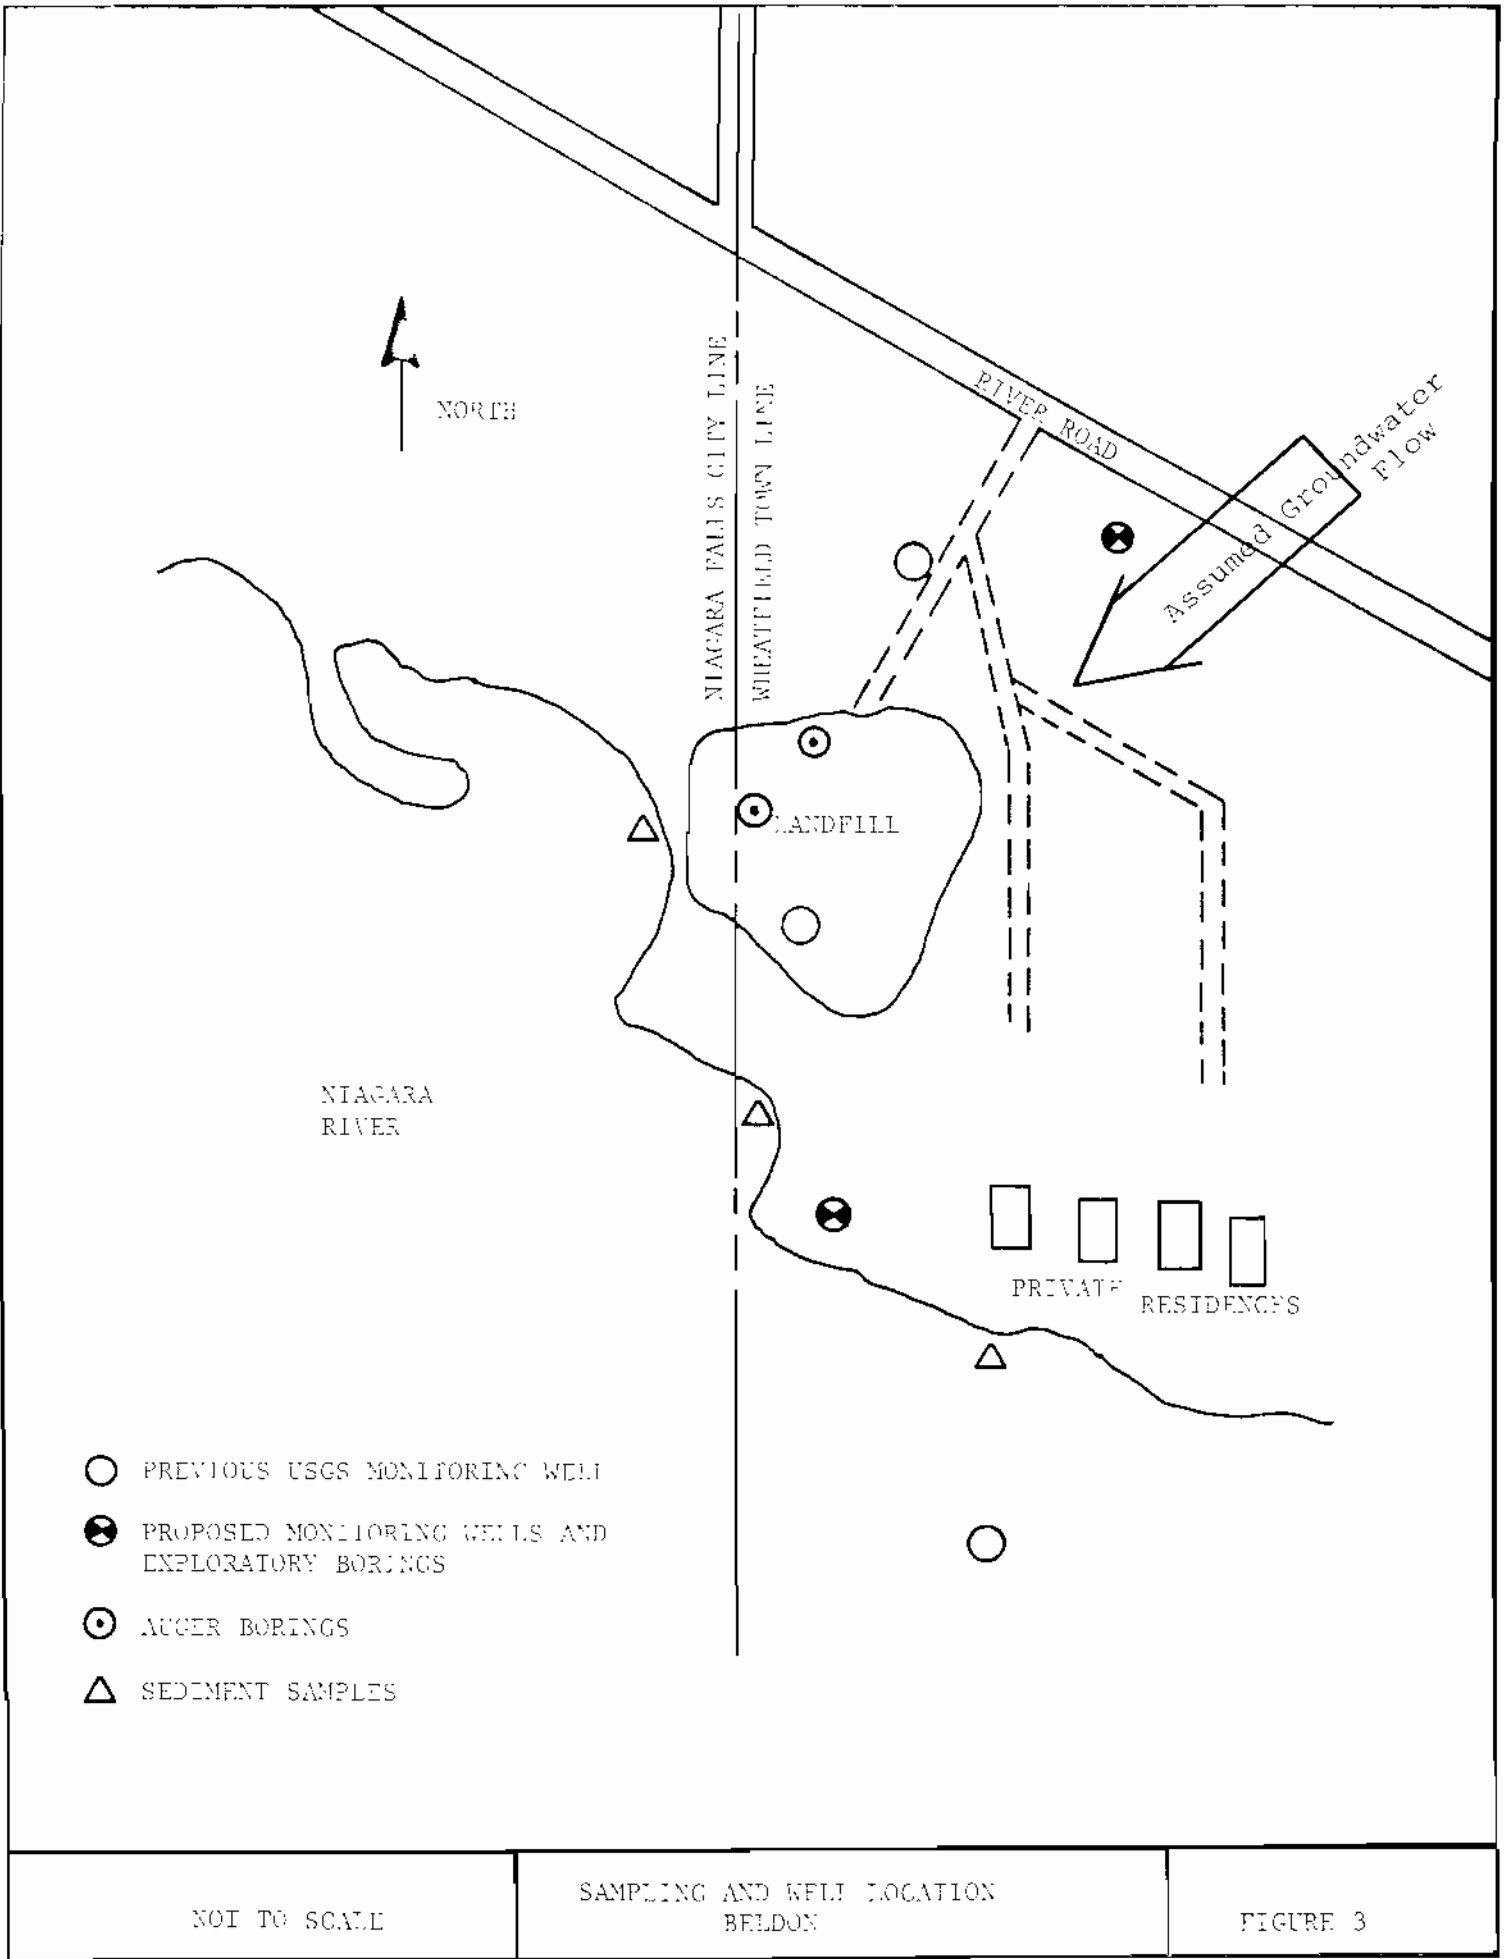 NORTH
NIAGARA FALLS CITY LINE
WHEATFIELD TOWN LINE
RIVER ROAD
Assumed Groundwater
Flow
LANDFILL
NIAGARA
RIVER
PRIVATE
RESIDENCES
PREVIOUS USGS MONITORING WELL
PROPOSED MONITORING WELLS AND
EXPLORATORY BORINGS
AUGER BORINGS
SEDIMENT SAMPLES
NOT TO SCALE
SAMPLING AND WELL LOCATION
BELDON
FIGURE 3